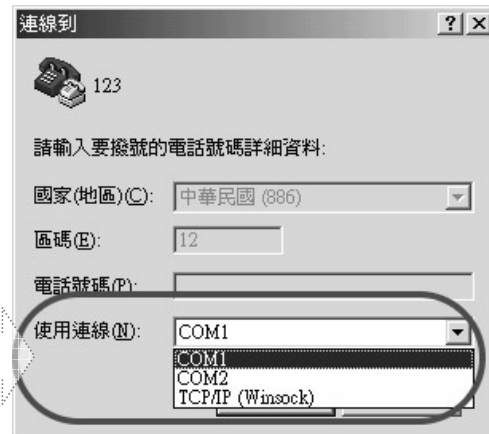 連線到
123
請輸入要撥號的電話號碼詳細資料:
國家(地區)(C): 中華民國 (886)
區碼(E): 12
電話號碼(P):
使用連線(N): COM1
COM1
COM2
TCP/IP (Winsock)